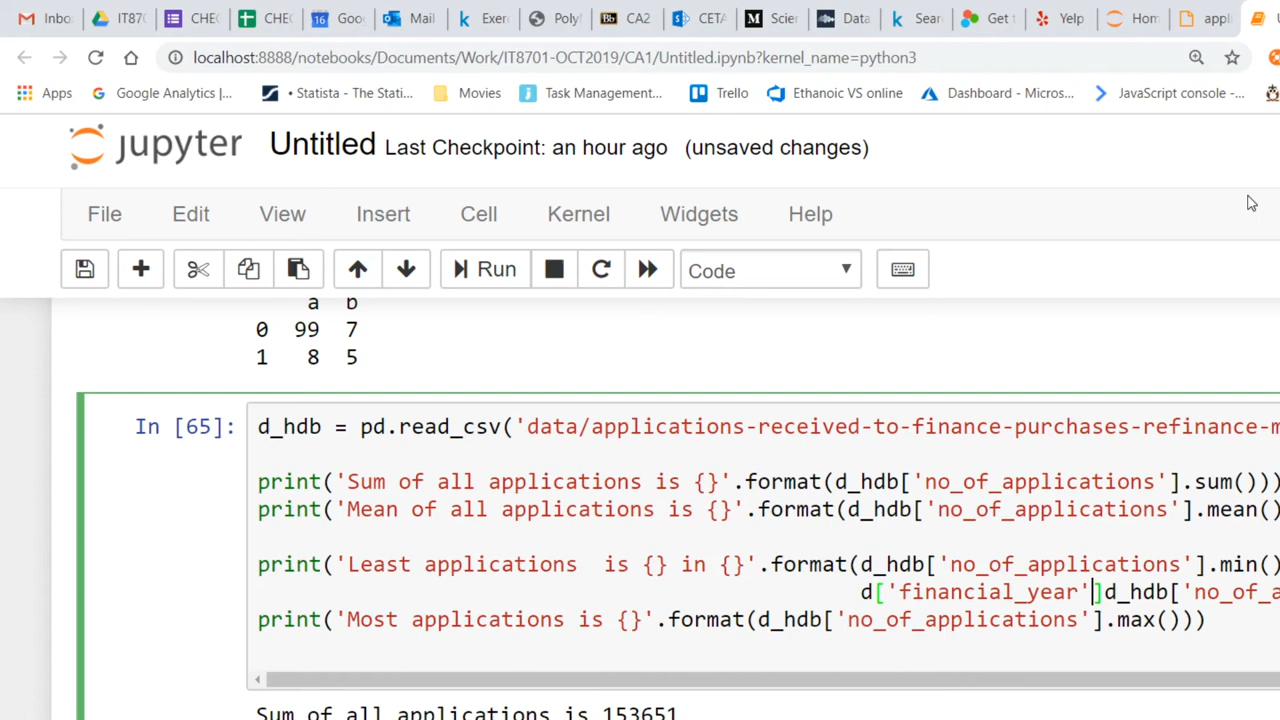 Inbo IT87 CHEC CHEC Goo Mail Exer Poly CA2 CETA Scie Data Sear Get Yelp Hom appli
localhost:8888/notebooks/Documents/Work/IT8701-OCT2019/CA1/Untitled.ipynb?kernel_name=python3
Apps Google Analytics |... • Statista - The Stati... Movies Task Management... Trello Ethanoic VS online Dashboard - Micros... JavaScript console -...
jupyter Untitled Last Checkpoint: an hour ago (unsaved changes)
File Edit View Insert Cell Kernel Widgets Help
Run Code
a b
0 99 7
1 8 5
In [65]: d_hdb = pd.read_csv('data/applications-received-to-finance-purchases-refinance-m
print('Sum of all applications is {}'.format(d_hdb['no_of_applications'].sum()))
print('Mean of all applications is {}'.format(d_hdb['no_of_applications'].mean()
print('Least applications  is {} in {}'.format(d_hdb['no_of_applications'].min()
d['financial_year']d_hdb['no_of_a
print('Most applications is {}'.format(d_hdb['no_of_applications'].max()))
Sum of all applications is 153651